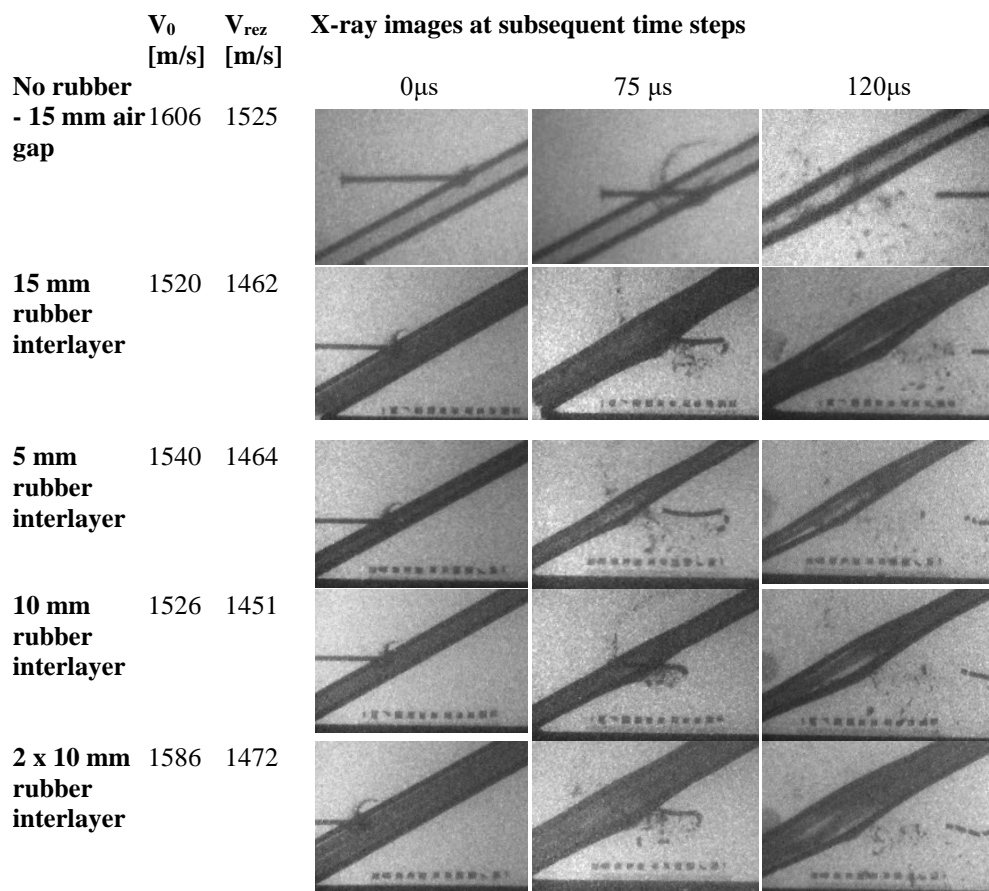 V0 Vrez X-ray images at subsequent time steps
[m/s] [m/s]
No rubber 0μs 75 μs 120μs
- 15 mm air 1606 1525
gap
15 mm 1520 1462
rubber
interlayer
5 mm 1540 1464
rubber
interlayer
10 mm 1526 1451
rubber
interlayer
2 x 10 mm 1586 1472
rubber
interlayer